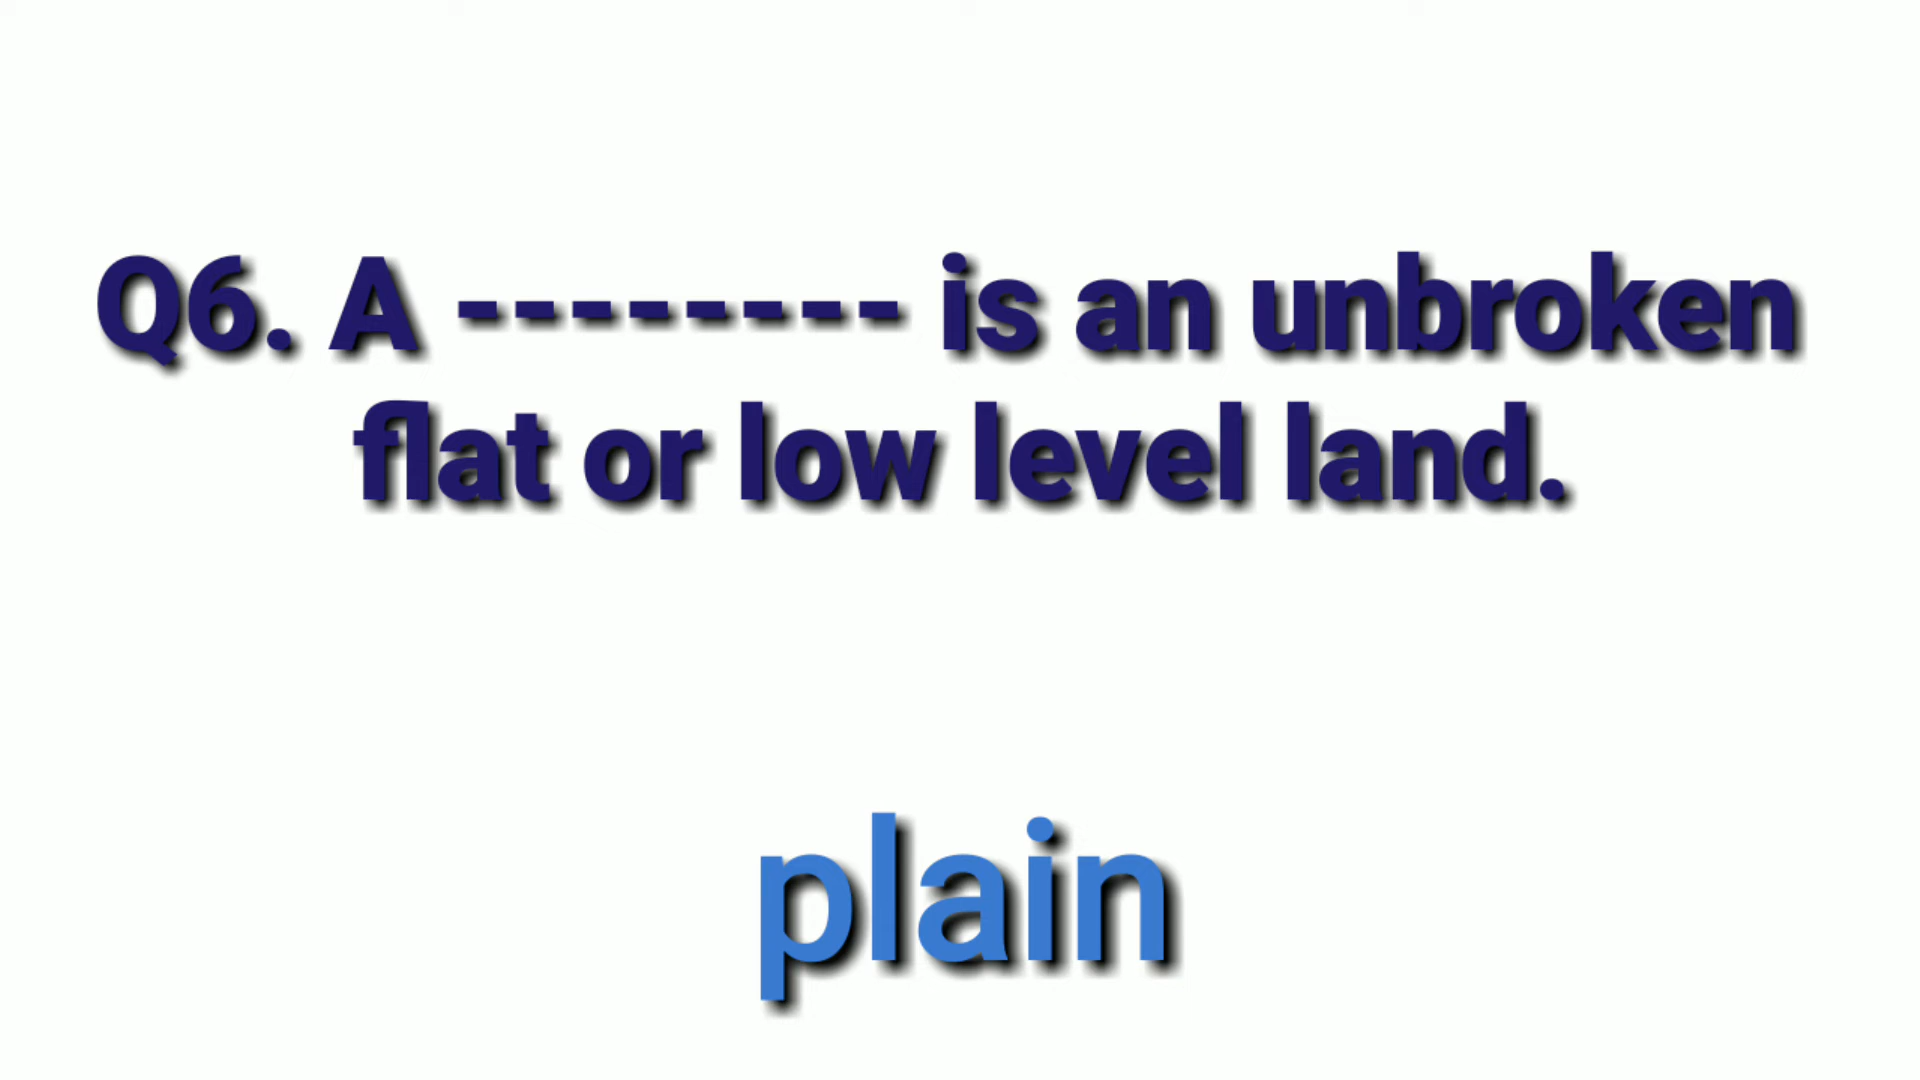 Q6. A -------- is an unbroken
flat or low level land.
plain